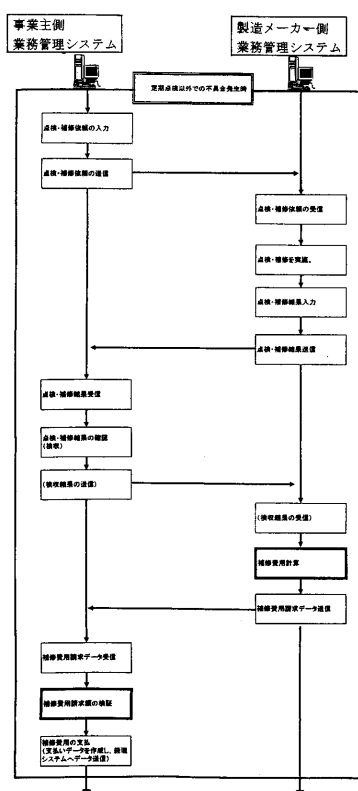 事業主側
業務管理システム
製造メーカー側
業務管理システム
定期点検以外での不具合発生時
点検・補修依頼の入力
点検・補修依頼の送信
点検・補修依頼の受信
点検・補修を実施。
点検・補修結果入力
点検・補修結果送信
点検・補修結果受信
点検・補修結果の確認
(検収)
(検収結果の送信)
(検収結果の受信)
補修費用計算
補修費用請求データ送信
補修費用請求データ受信
補修費用請求額の検証
補修費用の支払
(支払いデータを作成し、経理
システムへデータ送信)